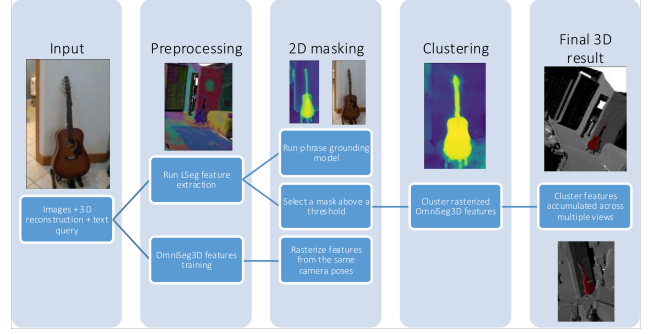 Input
Preprocessing
2D masking
Clustering
Final 3D
result
Images + 3D
reconstruction + text
query
Run LSeg feature
extraction
OmniSeg3D features
training
Run phrase grounding
model
Select a mask above a
threshold
Rasterize features
from the same
camera poses
Cluster rasterized
OmniSeg3D features
Cluster features
accumulated across
multiple views